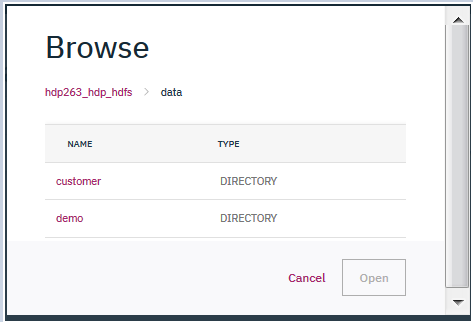 Browse
hdp263_hdp_hdfs > data
NAME TYPE
customer DIRECTORY
demo DIRECTORY
Cancel Open